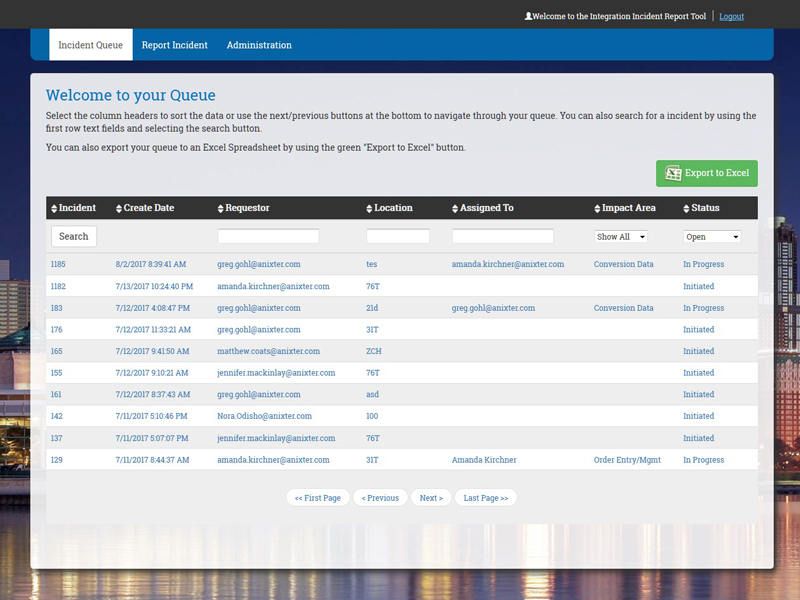 Welcome to the Integration Incident Report Tool Logout
Incident Queue Report Incident Administration
Welcome to your Queue
Select the column headers to sort the data or use the next/previous buttons at the bottom to navigate through your queue. You can also search for a incident by using the
first row text fields and selecting the search button.
You can also export your queue to an Excel Spreadsheet by using the green "Export to Excel" button.
Export to Excel
Incident Create Date Requestor Location Assigned To Impact Area Status
Search Show All Open
1185 8/2/2017 8:39:41 AM greg.gohl@anixter.com tes amanda.kirchner@anixter.com Conversion Data In Progress
1182 7/13/2017 10:24:40 PM amanda.kirchner@anixter.com 76T Initiated
183 7/12/2017 4:08:47 PM greg.gohl@anixter.com 21d greg.gohl@anixter.com Conversion Data In Progress
176 7/12/2017 11:33:21 AM greg.gohl@anixter.com 31T Initiated
165 7/12/2017 9:41:50 AM matthew.coats@anixter.com ZCH Initiated
155 7/12/2017 9:10:21 AM jennifer.mackinlay@anixter.com 76T Initiated
161 7/12/2017 8:37:43 AM greg.gohl@anixter.com asd Initiated
142 7/11/2017 5:10:46 PM Nora.Odisho@anixter.com 100 Initiated
137 7/11/2017 5:07:07 PM jennifer.mackinlay@anixter.com 76T Initiated
129 7/11/2017 8:44:37 AM amanda.kirchner@anixter.com 31T Amanda Kirchner Order Entry/Mgmt In Progress
<< First Page < Previous Next > Last Page >>